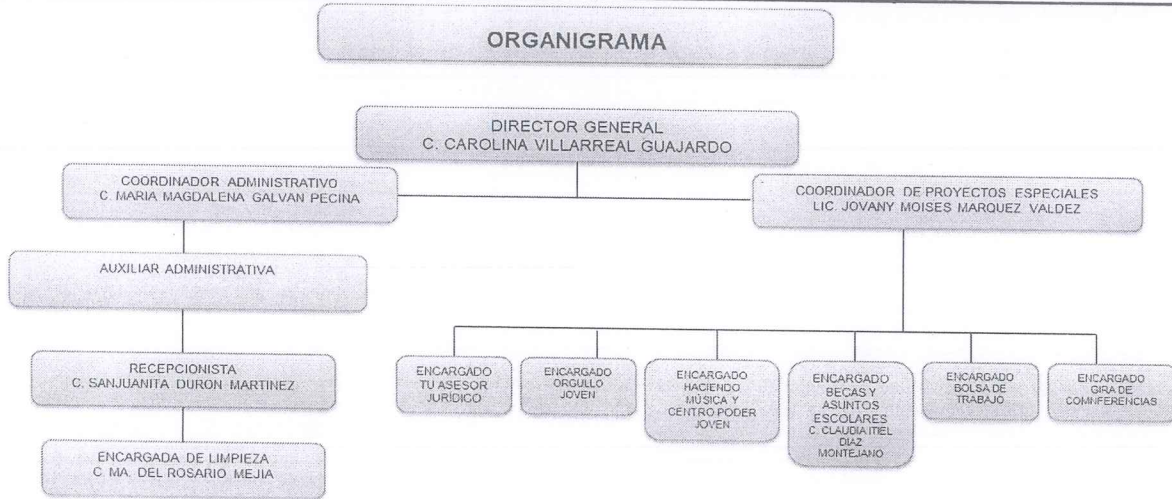 ORGANIGRAMA
DIRECTOR GENERAL
C. CAROLINA VILLARREAL GUAJARDO
COORDINADOR ADMINISTRATIVO
C. MARIA MAGDALENA GALVAN PECINA
COORDINADOR DE PROYECTOS ESPECIALES
LIC. JOVANY MOISES MARQUEZ VALDEZ
AUXILIAR ADMINISTRATIVA
RECEPCIONISTA
C. SANJUANITA DURON MARTINEZ
ENCARGADA DE LIMPIEZA
C. MA. DEL ROSARIO MEJIA
ENCARGADO
TU ASESOR
JURÍDICO
ENCARGADO
ORGULLO
JOVEN
ENCARGADO
HACIENDO
MÚSICA Y
CENTRO PODER
JOVEN
ENCARGADO
BECAS Y
ASUNTOS
ESCOLARES
C. CLAUDIA ITIEL
DIAZ
MONTEJANO
ENCARGADO
BOLSA DE
TRABAJO
ENCARGADO
GIRA DE
COMNFERENCIAS